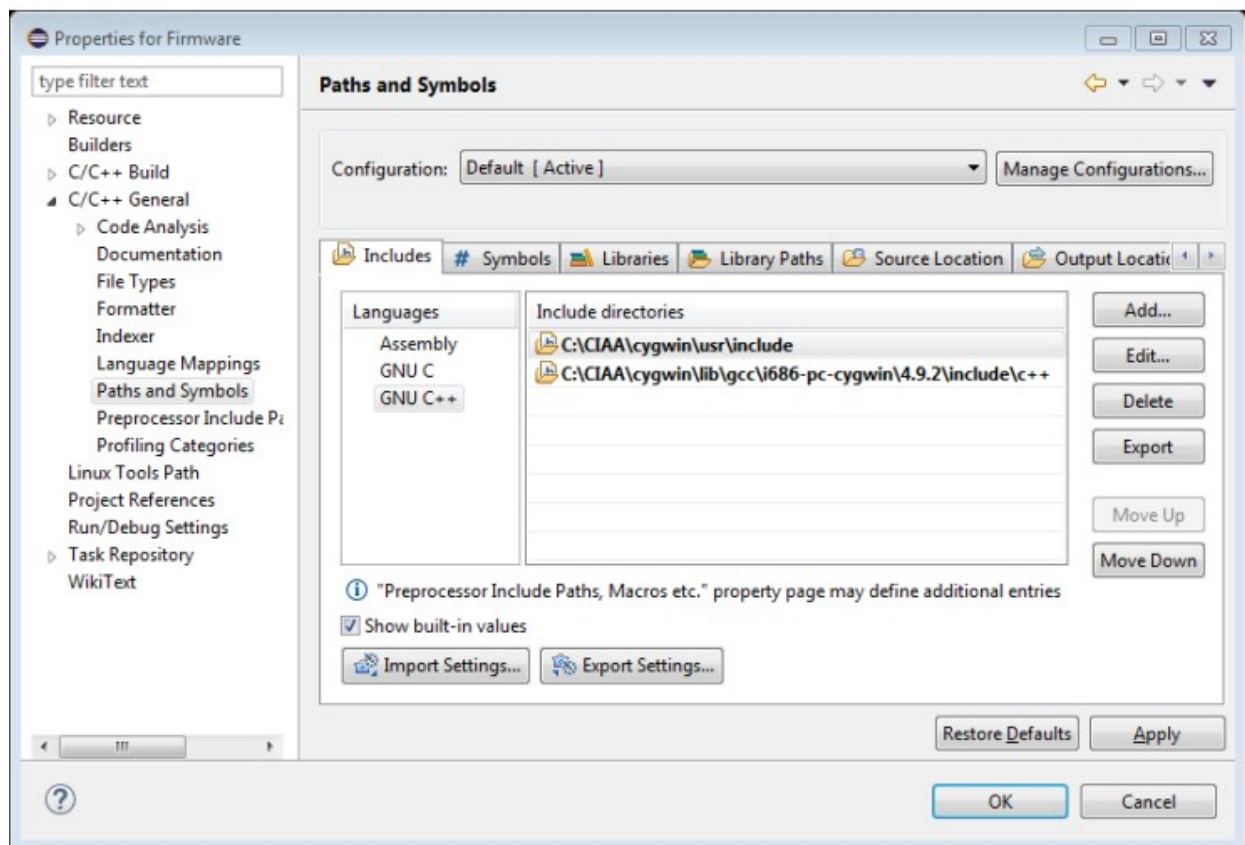 Properties for Firmware
type filter text
Resource
Builders
C/C++ Build
C/C++ General
Code Analysis
Documentation
File Types
Formatter
Indexer
Language Mappings
Paths and Symbols
Preprocessor Include Pa
Profiling Categories
Linux Tools Path
Project References
Run/Debug Settings
Task Repository
WikiText
Paths and Symbols
Configuration: Default [ Active ] Manage Configurations...
Includes # Symbols Libraries Library Paths Source Location Output Locatic
Languages
Assembly
GNU C
GNU C++
Include directories
C:\CIAA\cygwin\usr\include
C:\CIAA\cygwin\lib\gcc\i686-pc-cygwin\4.9.2\include\c++
Add...
Edit...
Delete
Export
Move Up
Move Down
"Preprocessor Include Paths, Macros etc." property page may define additional entries
Show built-in values
Import Settings... Export Settings...
Restore Defaults Apply
? OK Cancel